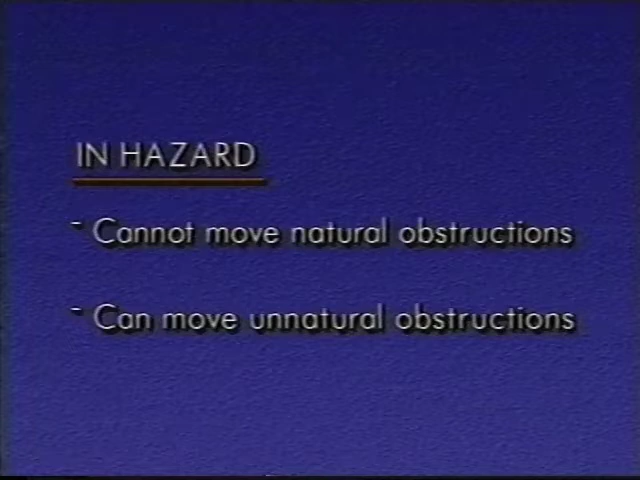 IN HAZARD
- Cannot move natural obstructions
- Can move unnatural obstructions